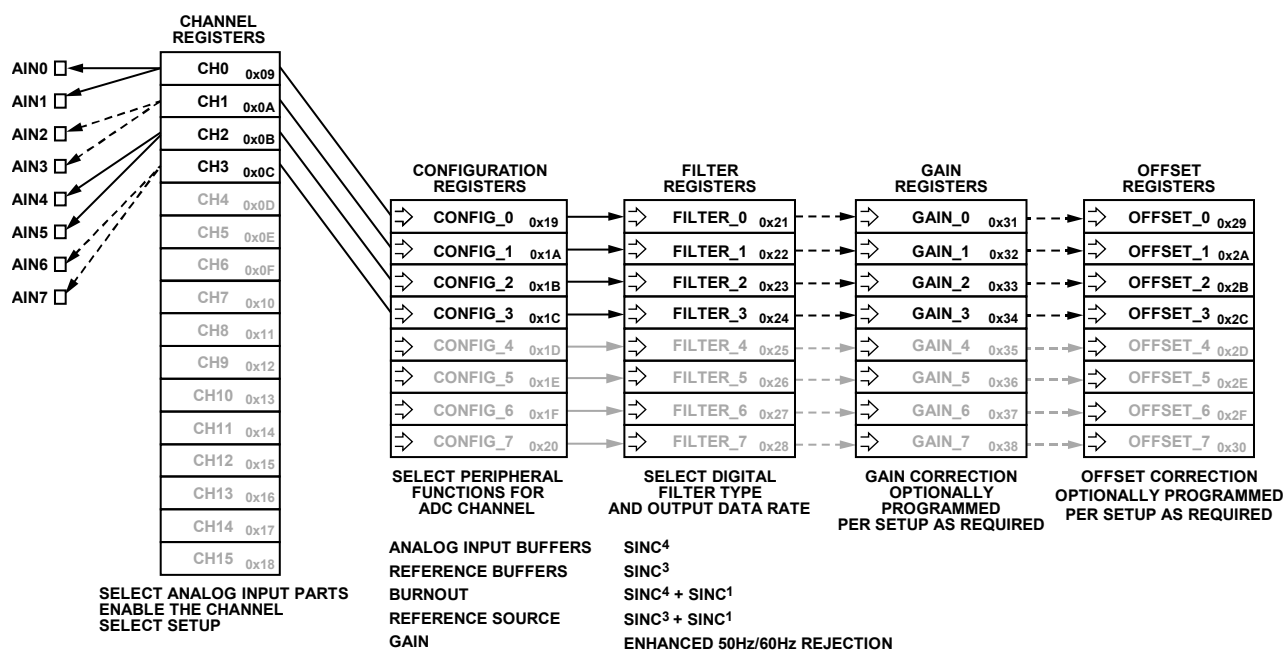 CHANNEL
REGISTERS
AIN0
AIN1
AIN2
AIN3
AIN4
AIN5
AIN6
AIN7
CH0 0x09
CH1 0x0A
CH2 0x0B
CH3 0x0C
CH4 0x0D
CH5 0x0E
CH6 0x0F
CH7 0x10
CH8 0x11
CH9 0x12
CH10 0x13
CH11 0x14
CH12 0x15
CH13 0x16
CH14 0x17
CH15 0x18
SELECT ANALOG INPUT PARTS
ENABLE THE CHANNEL
SELECT SETUP
CONFIGURATION
REGISTERS
CONFIG_0 0x19
CONFIG_1 0x1A
CONFIG_2 0x1B
CONFIG_3 0x1C
CONFIG_4 0x1D
CONFIG_5 0x1E
CONFIG_6 0x1F
CONFIG_7 0x20
SELECT PERIPHERAL
FUNCTIONS FOR
ADC CHANNEL
ANALOG INPUT BUFFERS
REFERENCE BUFFERS
BURNOUT
REFERENCE SOURCE
GAIN
FILTER
REGISTERS
FILTER_0 0x21
FILTER_1 0x22
FILTER_2 0x23
FILTER_3 0x24
FILTER_4 0x25
FILTER_5 0x26
FILTER_6 0x27
FILTER_7 0x28
SELECT DIGITAL
FILTER TYPE
AND OUTPUT DATA RATE
SINC4
SINC3
SINC4 + SINC1
SINC3 + SINC1
ENHANCED 50Hz/60Hz REJECTION
GAIN
REGISTERS
GAIN_0 0x31
GAIN_1 0x32
GAIN_2 0x33
GAIN_3 0x34
GAIN_4 0x35
GAIN_5 0x36
GAIN_6 0x37
GAIN_7 0x38
GAIN CORRECTION
OPTIONALLY
PROGRAMMED
PER SETUP AS REQUIRED
OFFSET
REGISTERS
OFFSET_0 0x29
OFFSET_1 0x2A
OFFSET_2 0x2B
OFFSET_3 0x2C
OFFSET_4 0x2D
OFFSET_5 0x2E
OFFSET_6 0x2F
OFFSET_7 0x30
OFFSET CORRECTION
OPTIONALLY PROGRAMMED
PER SETUP AS REQUIRED